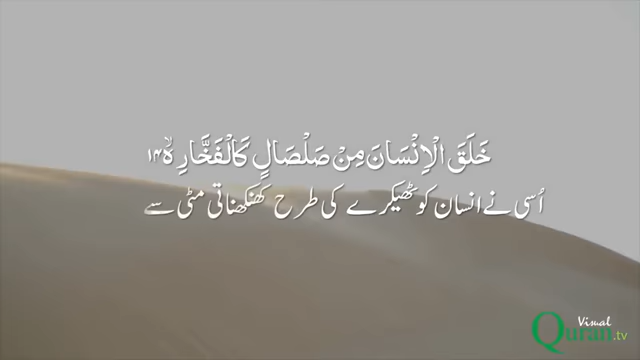 خَلَقَ الْاِنْسَانَ مِنْ صَلْصَالٍ كَالْفَخَّارِۙ ۱۴
اُسی نے انسان کو ٹھیکرے کی طرح کھنکھناتی مٹی سے
Visual
Quran.tv